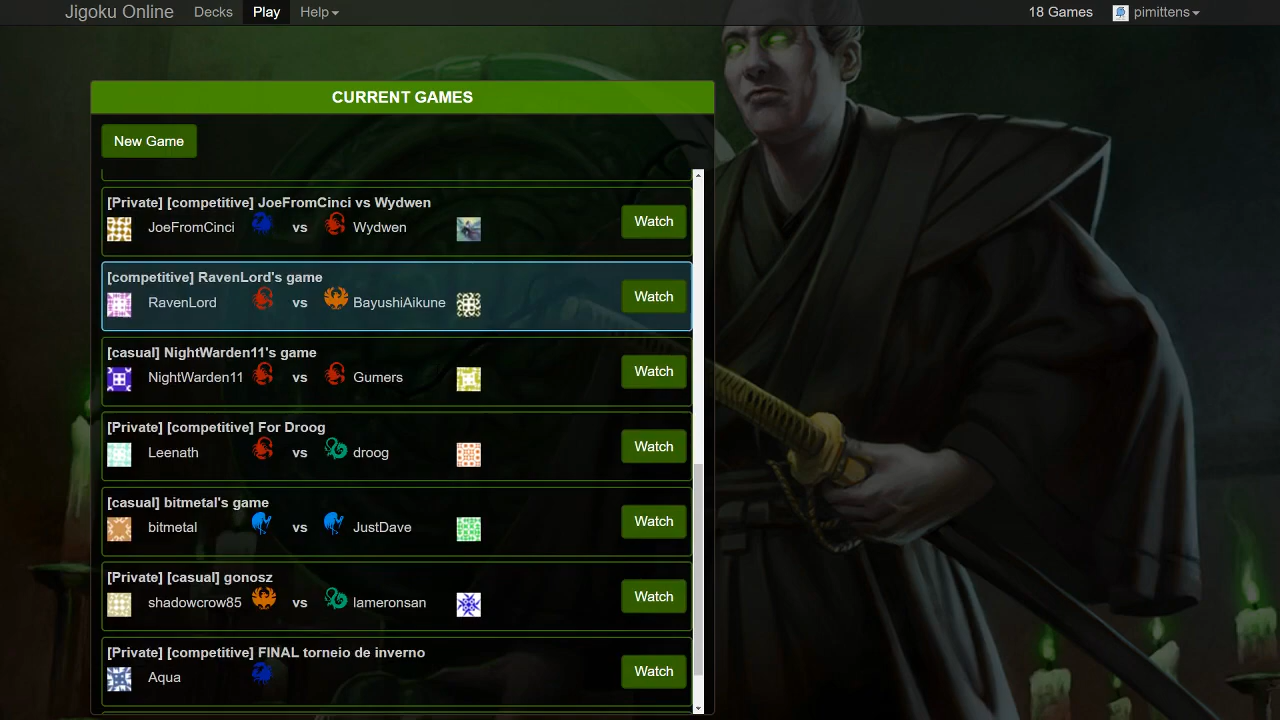 Jigoku Online Decks Play Help 18 Games pimittens
CURRENT GAMES
New Game
[Private] [competitive] JoeFromCinci vs Wydwen
JoeFromCinci vs Wydwen Watch
[competitive] RavenLord's game
RavenLord vs BayushiAikune Watch
[casual] NightWarden11's game
NightWarden11 vs Gumers Watch
[Private] [competitive] For Droog
Leenath vs droog Watch
[casual] bitmetal's game
bitmetal vs JustDave Watch
[Private] [casual] gonosz
shadowcrow85 vs lameronsan Watch
[Private] [competitive] FINAL torneio de inverno
Aqua Watch